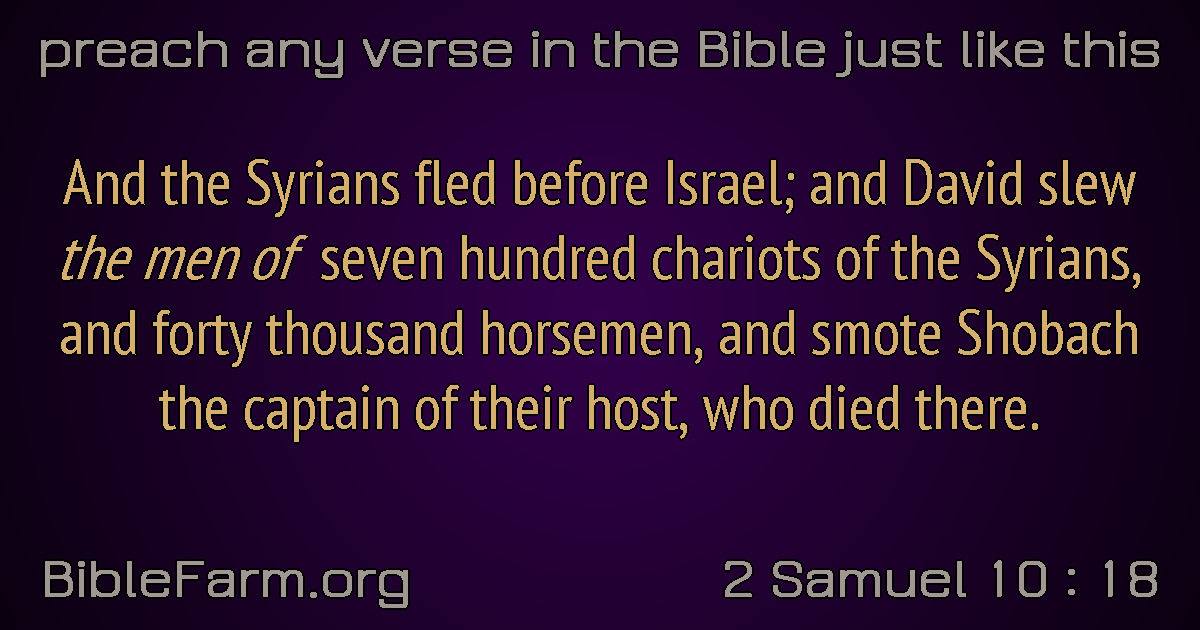 preach any verse in the Bible just like this
And the Syrians fled before Israel; and David slew
the men of seven hundred chariots of the Syrians,
and forty thousand horsemen, and smote Shobach
the captain of their host, who died there.
BibleFarm.org
2 Samuel 10 : 18